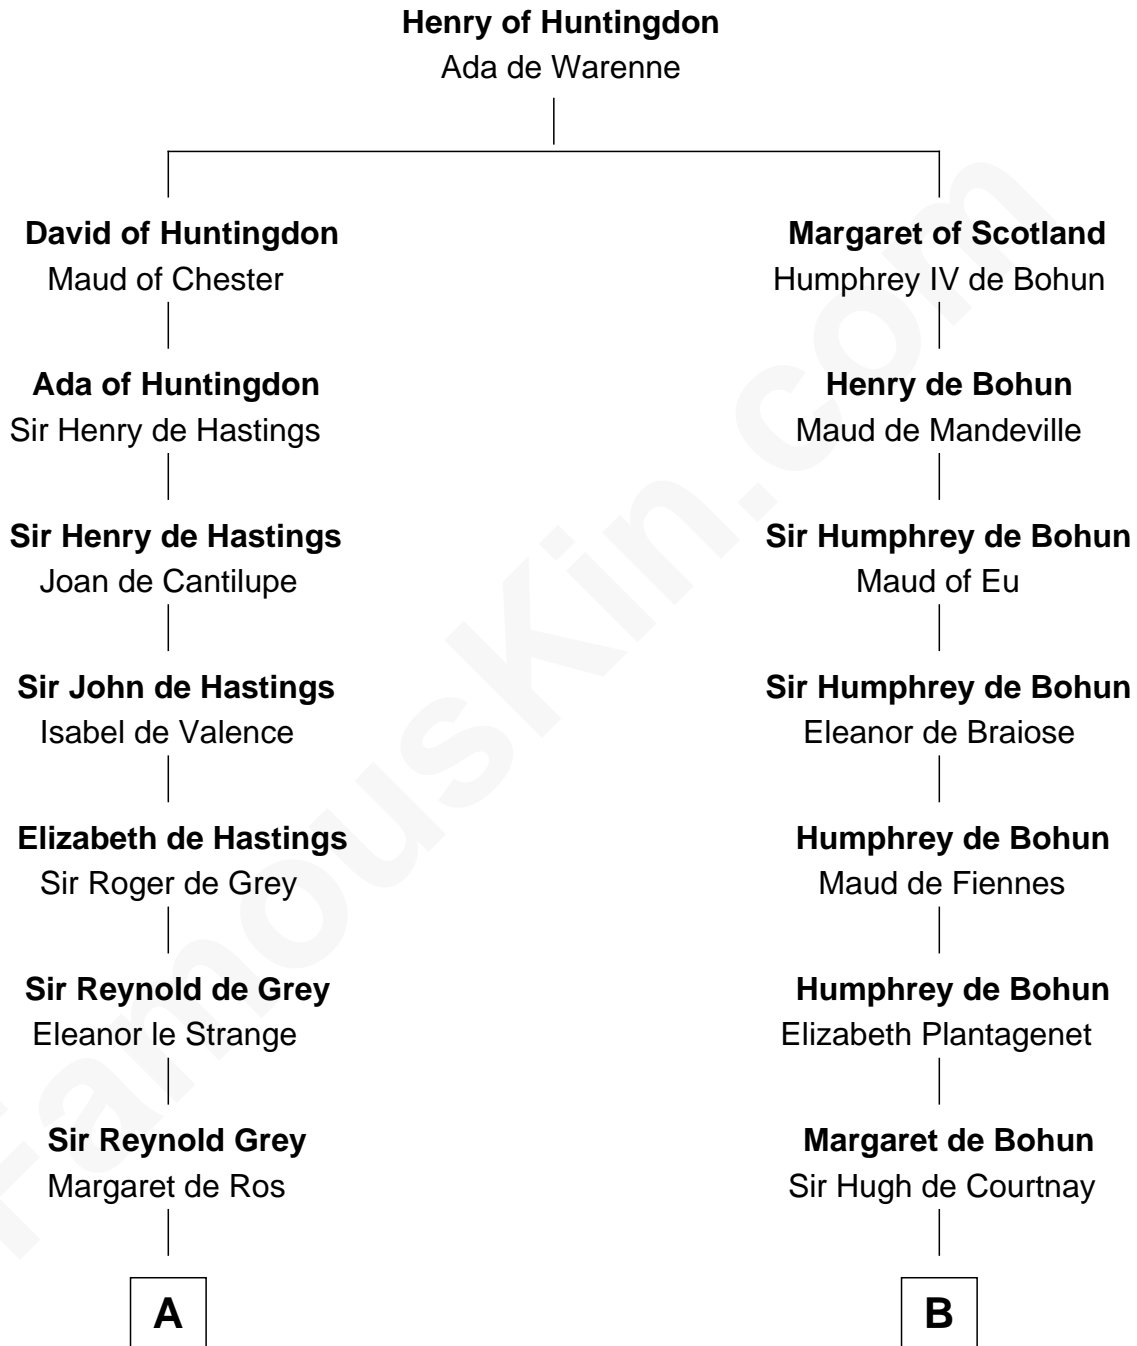 Henry of Huntingdon
Ada de Warenne
David of Huntingdon
Maud of Chester
Margaret of Scotland
Humphrey IV de Bohun
Ada of Huntingdon
Sir Henry de Hastings
Henry de Bohun
Maud de Mandeville
Sir Henry de Hastings
Joan de Cantilupe
Sir Humphrey de Bohun
Maud of Eu
Sir John de Hastings
Isabel de Valence
Sir Humphrey de Bohun
Eleanor de Braiose
Elizabeth de Hastings
Sir Roger de Grey
Humphrey de Bohun
Maud de Fiennes
Sir Reynold de Grey
Eleanor le Strange
Humphrey de Bohun
Elizabeth Plantagenet
Sir Reynold Grey
Margaret de Ros
Margaret de Bohun
Sir Hugh de Courtnay
A
B
FamousKin.com